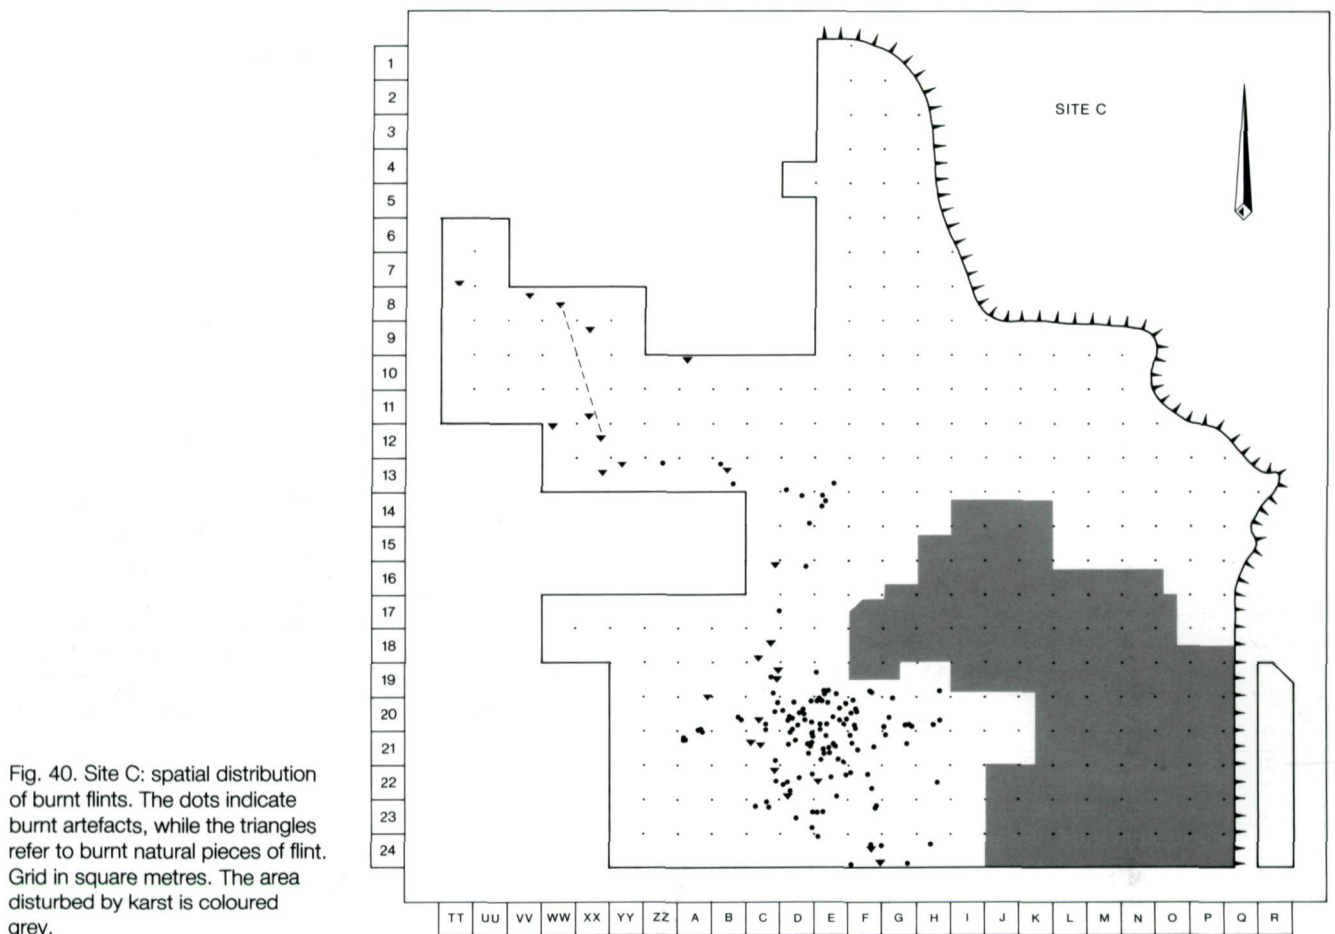 1
2
3
4
5
6
7
8
9
10
11
12
13
14
15
16
17
18
19
20
21
22
23
24
SITE C
TT UU VV WW XX YY ZZ A B C D E F G H I J K L M N O P Q R
Fig. 40. Site C: spatial distribution
of burnt flints. The dots indicate
burnt artefacts, while the triangles
refer to burnt natural pieces of flint.
Grid in square metres. The area
disturbed by karst is coloured
grey.